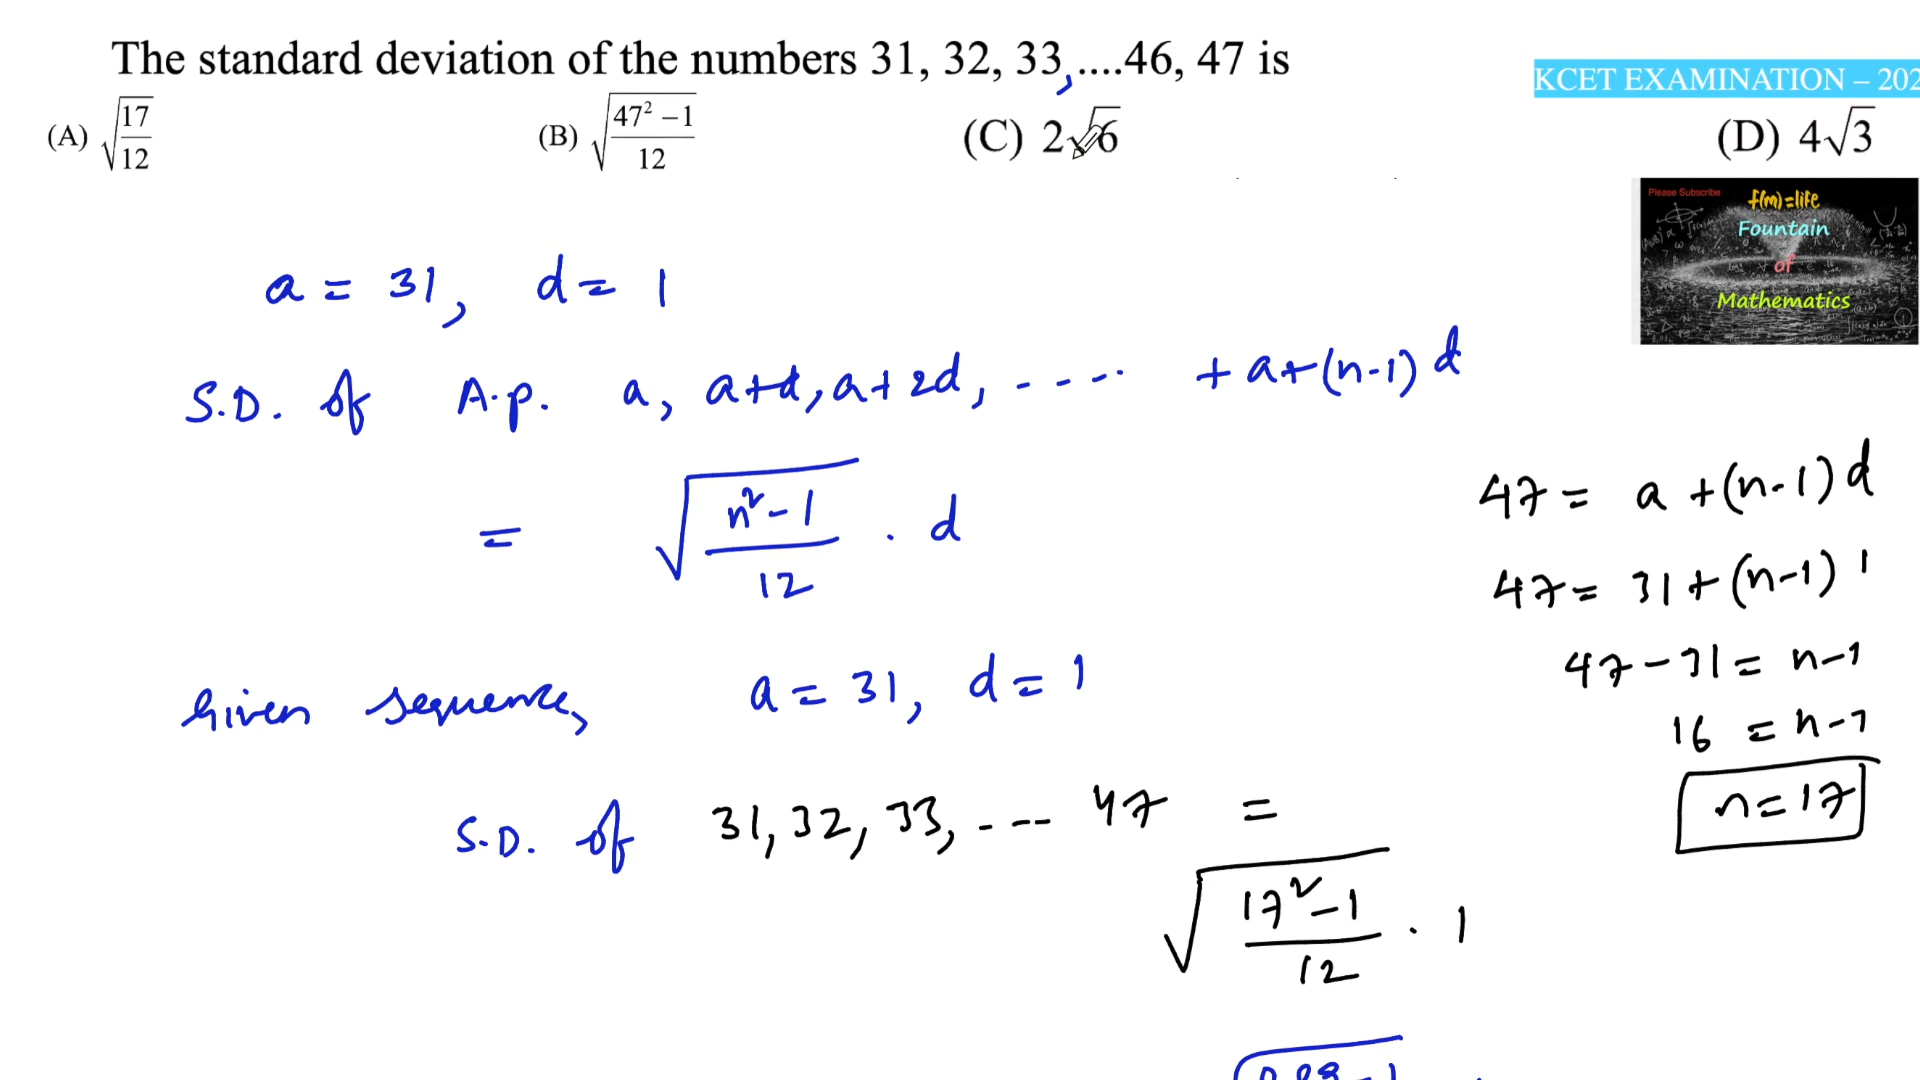 The standard deviation of the numbers 31, 32, 33,....46, 47 is
KCET EXAMINATION – 202
(A) √(17/12) (B) √((47² – 1)/12) (C) 2√6 (D) 4√3
Please Subscribe
f(m)=life
Fountain
of
Mathematics
a = 31, d = 1
S.D. of A.p. a, a+d, a+2d, ---- + a+(n-1)d
= √((n²-1)/12) . d
47 = a+(n-1)d
47 = 31+(n-1) 1
47-31 = n-1
16 = n-1
n=17
Given sequence, a = 31, d = 1
S.D. of 31, 32, 33, --- 47 =
√((17²-1)/12) . 1